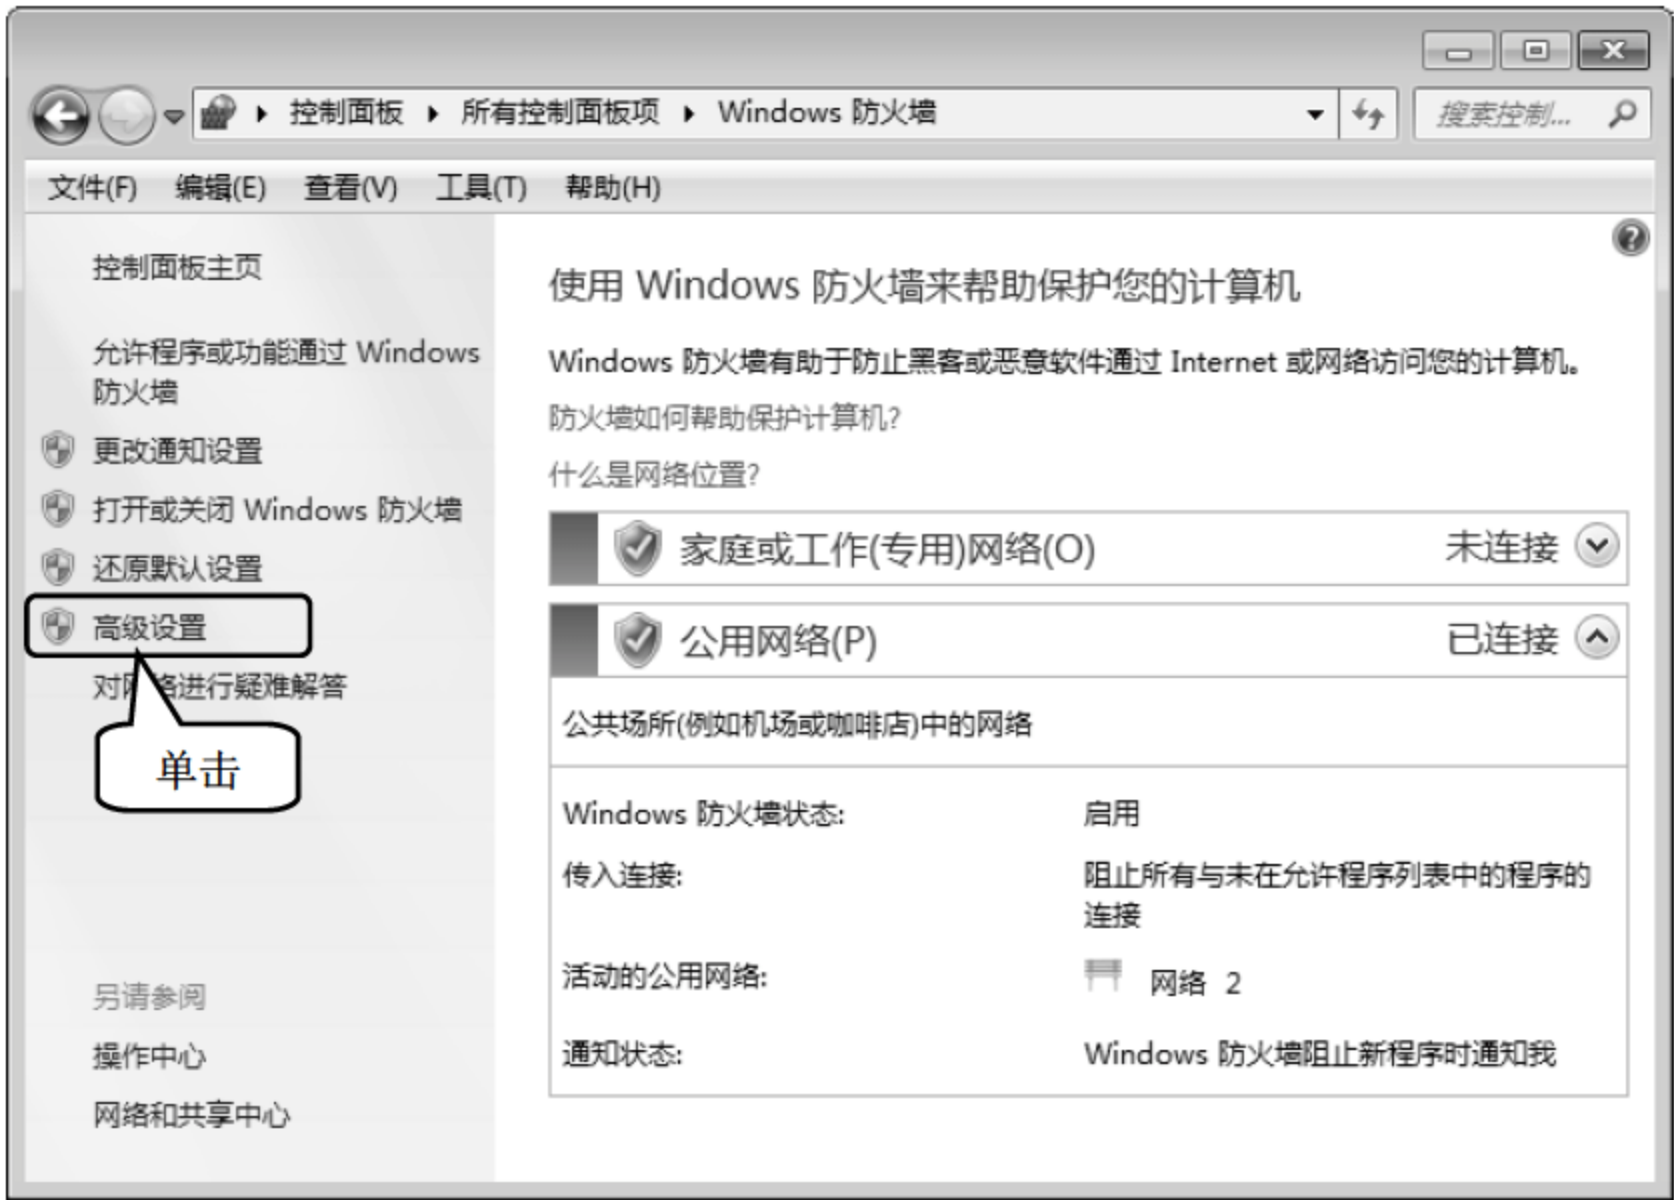 控制面板 所有控制面板项 Windows 防火墙
搜索控制...
文件(F) 编辑(E) 查看(V) 工具(T) 帮助(H)
控制面板主页
允许程序或功能通过 Windows
防火墙
更改通知设置
打开或关闭 Windows 防火墙
还原默认设置
高级设置
对网络进行疑难解答
单击
另请参阅
操作中心
网络和共享中心
使用 Windows 防火墙来帮助保护您的计算机
Windows 防火墙有助于防止黑客或恶意软件通过 Internet 或网络访问您的计算机。
防火墙如何帮助保护计算机?
什么是网络位置?
家庭或工作(专用)网络(O) 未连接
公用网络(P) 已连接
公共场所(例如机场或咖啡店)中的网络
Windows 防火墙状态: 启用
传入连接: 阻止所有与未在允许程序列表中的程序的
连接
活动的公用网络: 网络 2
通知状态: Windows 防火墙阻止新程序时通知我